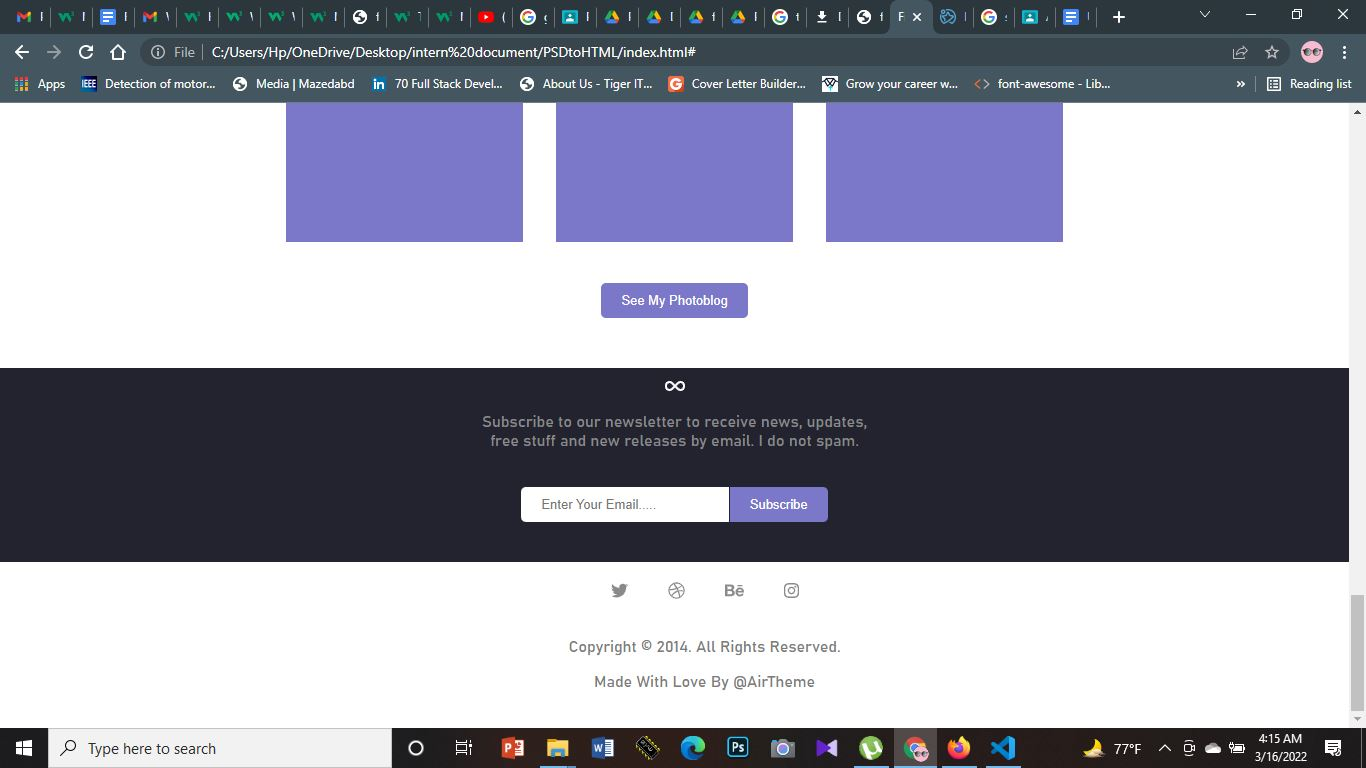 File
C:/Users/Hp/OneDrive/Desktop/intern%20document/PSDtoHTML/index.html#
Apps
IEEE
Detection of motor...
Media | Mazedabd
in
70 Full Stack Devel...
About Us - Tiger IT...
Cover Letter Builder...
Grow your career w...
font-awesome - Lib...
»
Reading list
See My Photoblog
Subscribe to our newsletter to receive news, updates,
free stuff and new releases by email. I do not spam.
Enter Your Email.....
Subscribe
Bē
Copyright © 2014. All Rights Reserved.
Made With Love By @AirTheme
Type here to search
Ps
77°F
4:15 AM
3/16/2022